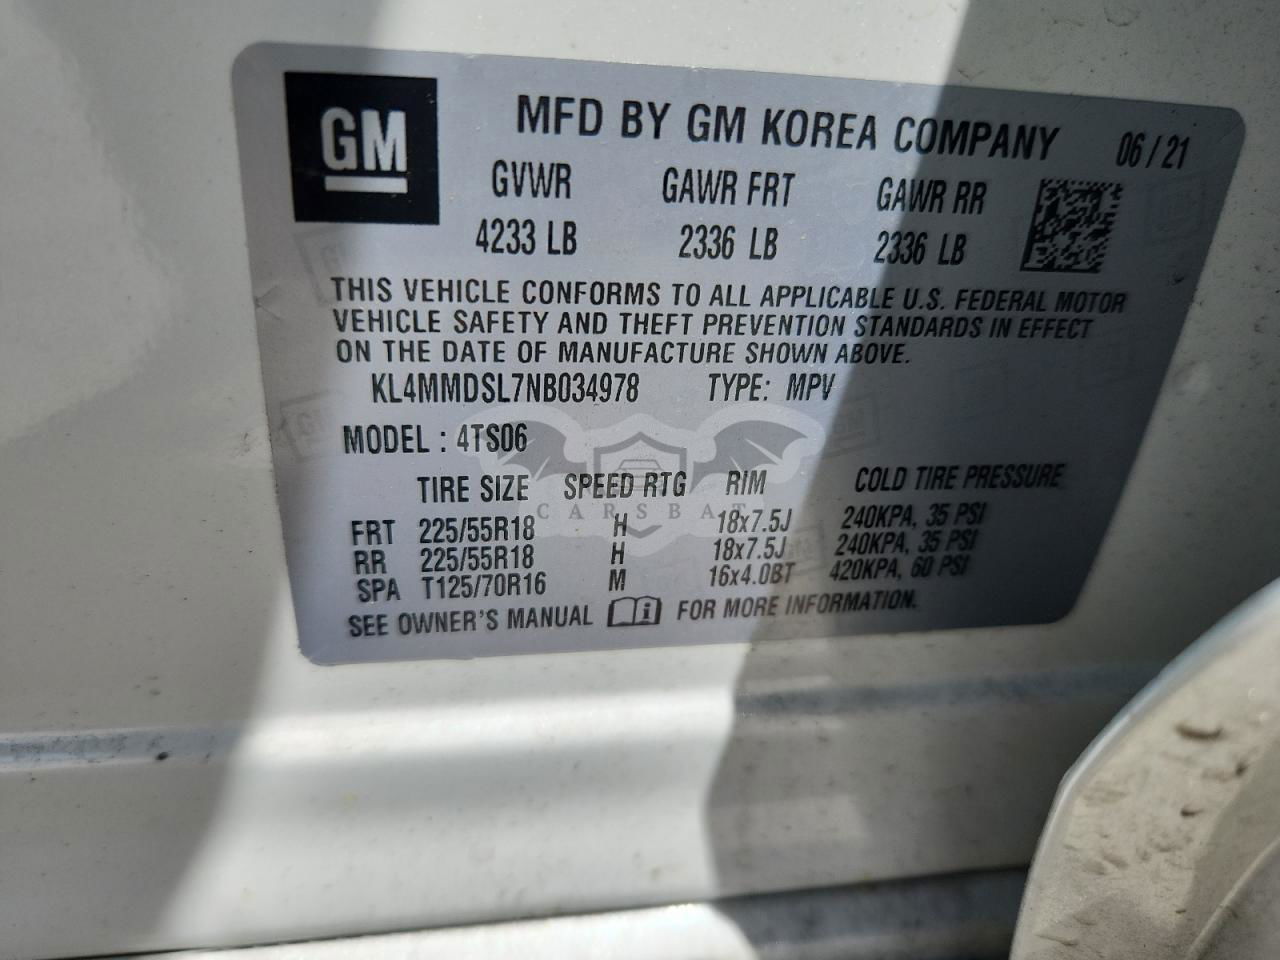 GM
MFD BY GM KOREA COMPANY 06 / 21
GVWR GAWR FRT GAWR RR
4233 LB 2336 LB 2336 LB
THIS VEHICLE CONFORMS TO ALL APPLICABLE U.S. FEDERAL MOTOR
VEHICLE SAFETY AND THEFT PREVENTION STANDARDS IN EFFECT
ON THE DATE OF MANUFACTURE SHOWN ABOVE.
KL4MMDSL7NB034978 TYPE: MPV
MODEL : 4TS06
TIRE SIZE SPEED RTG RIM COLD TIRE PRESSURE
CARSBAT
FRT 225/55R18 H 18x7.5J 240KPA, 35 PSI
RR 225/55R18 H 18x7.5J 240KPA, 35 PSI
SPA T125/70R16 M 16x4.0BT 420KPA, 60 PSI
SEE OWNER'S MANUAL i FOR MORE INFORMATION.